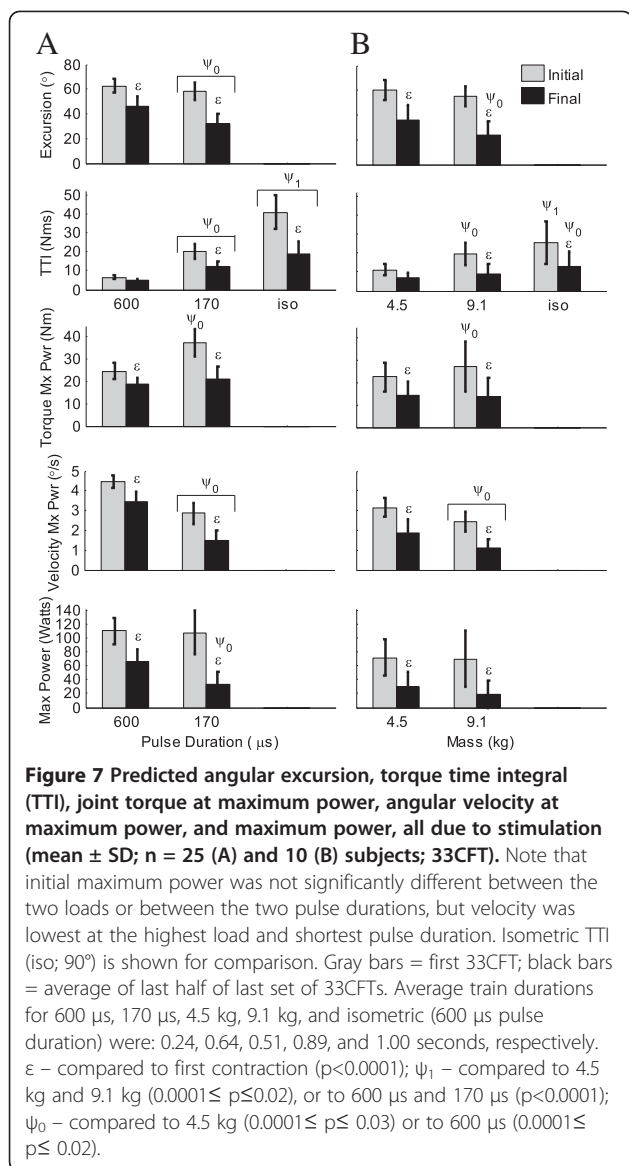 A
B
80
60
40
20
0
Excursion (°)
ε
ψ0
ε
ε
ψ0
ε
Initial
Final
50
40
30
20
10
0
TTI (Nms)
ψ0
ε
ψ1
ε
ψ0
ε
ψ1
ψ0
ε
600 170 iso
4.5 9.1 iso
40
30
20
10
0
Torque Mx Pwr (Nm)
ε
ψ0
ε
ε
ψ0
ε
5
4
3
2
1
0
Velocity Mx Pwr (°/s)
ε
ψ0
ε
ε
ψ0
ε
140
120
100
80
60
40
20
0
Max Power (Watts)
ε
ψ0
ε
ε
ε
600 170
4.5 9.1
Pulse Duration ( μs)
Mass (kg)
Figure 7 Predicted angular excursion, torque time integral
(TTI), joint torque at maximum power, angular velocity at
maximum power, and maximum power, all due to stimulation
(mean ± SD; n = 25 (A) and 10 (B) subjects; 33CFT). Note that
initial maximum power was not significantly different between the
two loads or between the two pulse durations, but velocity was
lowest at the highest load and shortest pulse duration. Isometric TTI
(iso; 90°) is shown for comparison. Gray bars = first 33CFT; black bars
= average of last half of last set of 33CFTs. Average train durations
for 600 μs, 170 μs, 4.5 kg, 9.1 kg, and isometric (600 μs pulse
duration) were: 0.24, 0.64, 0.51, 0.89, and 1.00 seconds, respectively.
ε – compared to first contraction (p<0.0001); ψ1 – compared to 4.5
kg and 9.1 kg (0.0001≤ p≤0.02), or to 600 μs and 170 μs (p<0.0001);
ψ0 – compared to 4.5 kg (0.0001≤ p≤ 0.03) or to 600 μs (0.0001≤
p≤ 0.02).